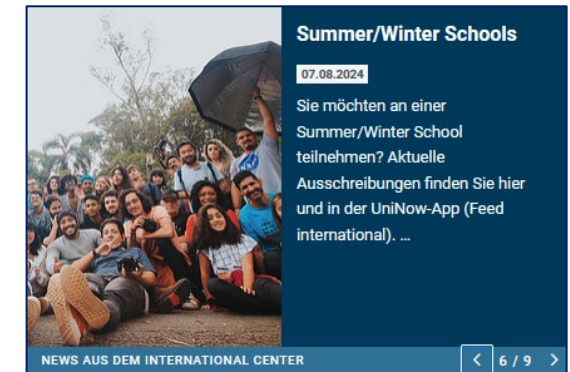 Summer/Winter Schools
07.08.2024
Sie möchten an einer
Summer/Winter School
teilnehmen? Aktuelle
Ausschreibungen finden Sie hier
und in der UniNow-App (Feed
international). ...
NEWS AUS DEM INTERNATIONAL CENTER
6 / 9